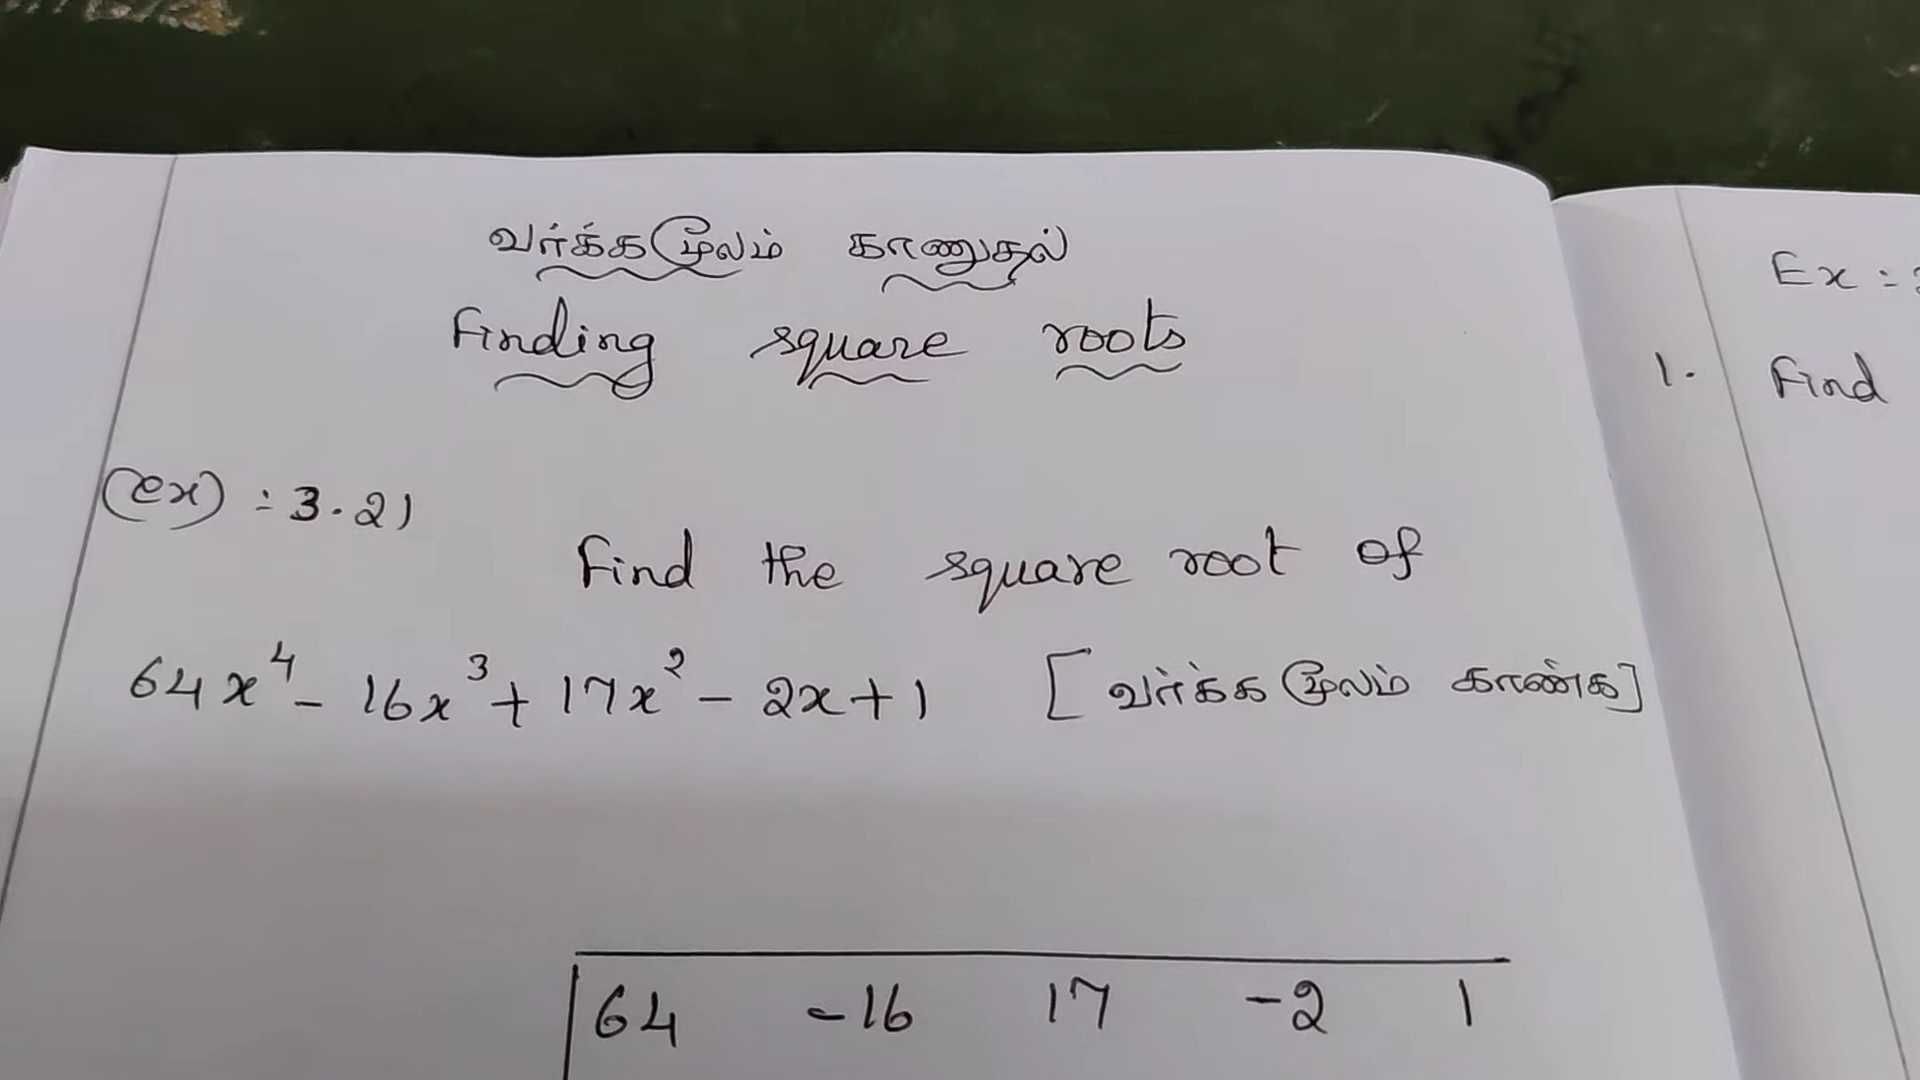 வர்க்கமூலம் காணுதல்
Finding square roots
(ex) : 3.21
Find the square root of
64x⁴ - 16x³ + 17x² - 2x + 1 [வர்க்க மூலம் காண்க]
64 -16 17 -2 1
Ex :
1. Find